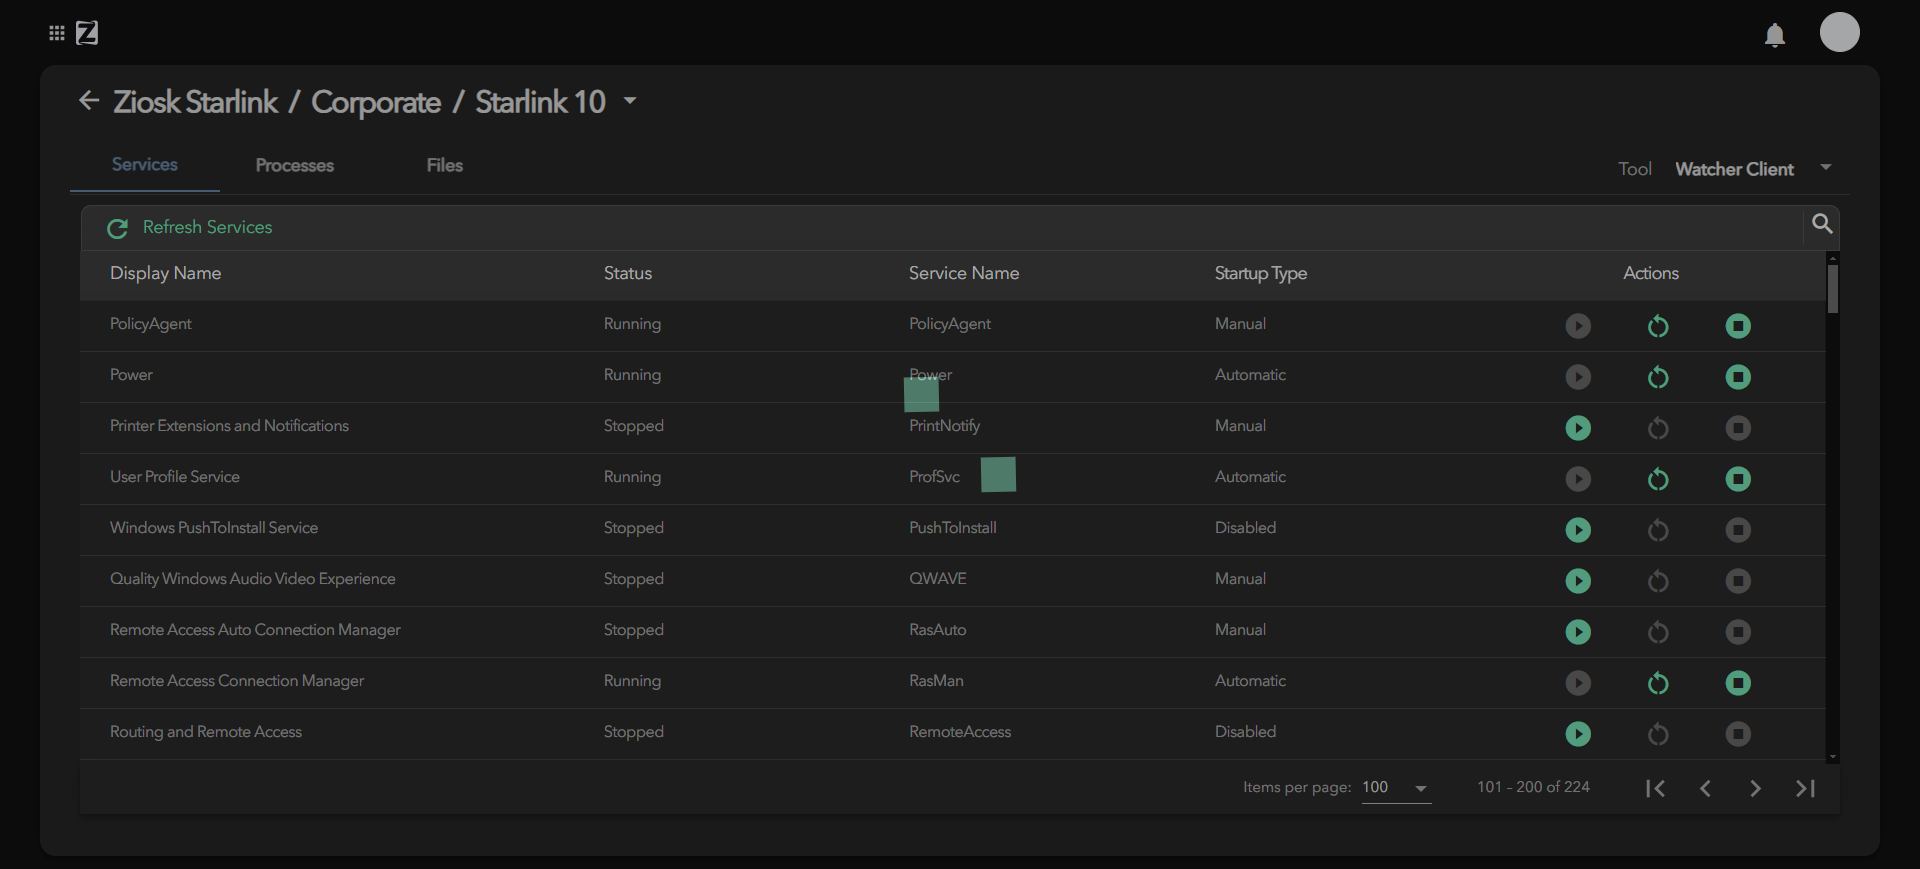 Z
Ziosk Starlink / Corporate / Starlink 10
Services Processes Files Tool Watcher Client
Refresh Services
Display Name Status Service Name Startup Type Actions
PolicyAgent Running PolicyAgent Manual
Power Running Power Automatic
Printer Extensions and Notifications Stopped PrintNotify Manual
User Profile Service Running ProfSvc Automatic
Windows PushToInstall Service Stopped PushToInstall Disabled
Quality Windows Audio Video Experience Stopped QWAVE Manual
Remote Access Auto Connection Manager Stopped RasAuto Manual
Remote Access Connection Manager Running RasMan Automatic
Routing and Remote Access Stopped RemoteAccess Disabled
Items per page: 100 101 – 200 of 224